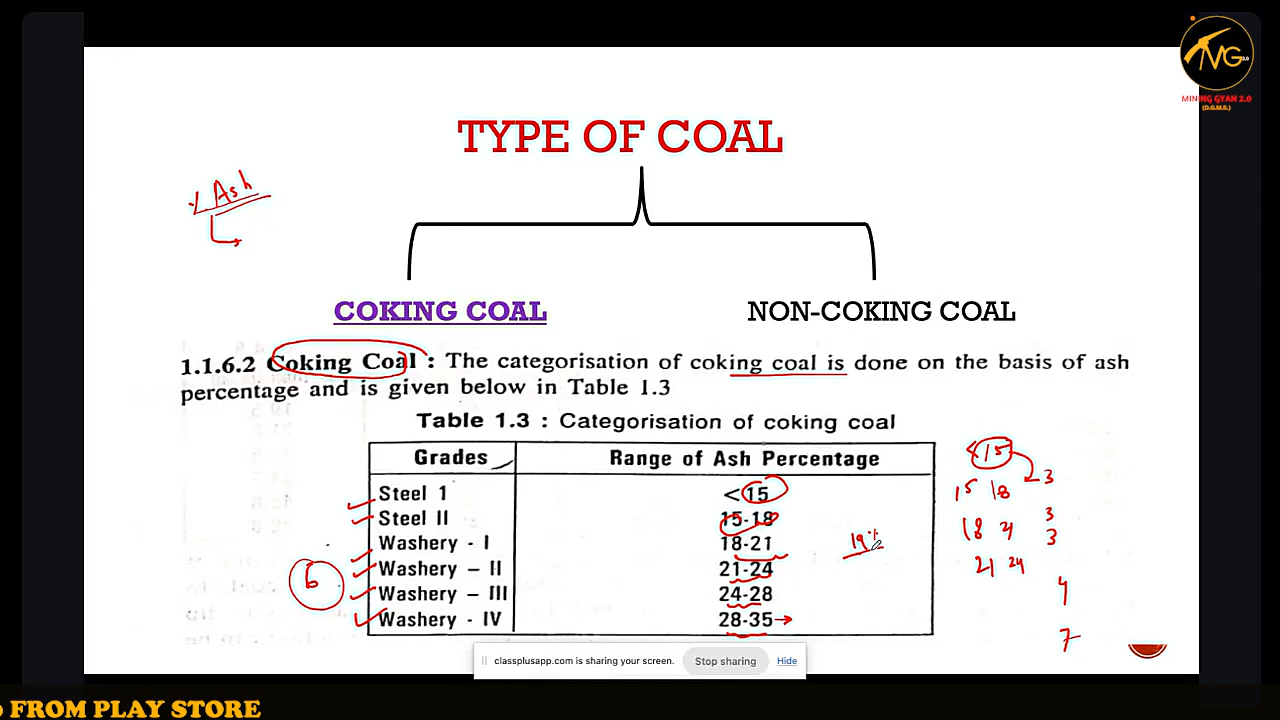 MG 2.0
MINING GYAN 2.0
(D.G.M.S.)
TYPE OF COAL
% Ash
COKING COAL
NON-COKING COAL
1.1.6.2 Coking Coal : The categorisation of coking coal is done on the basis of ash
percentage and is given below in Table 1.3
Table 1.3 : Categorisation of coking coal
Grades Range of Ash Percentage
Steel 1 <15
Steel II 15-18
Washery - I 18-21
Washery – II 21-24
Washery – III 24-28
Washery - IV 28-35
6
19%
<15
15 18 3
18 21 3
3
21 24
4
7
classplusapp.com is sharing your screen. Stop sharing Hide
FROM PLAY STORE